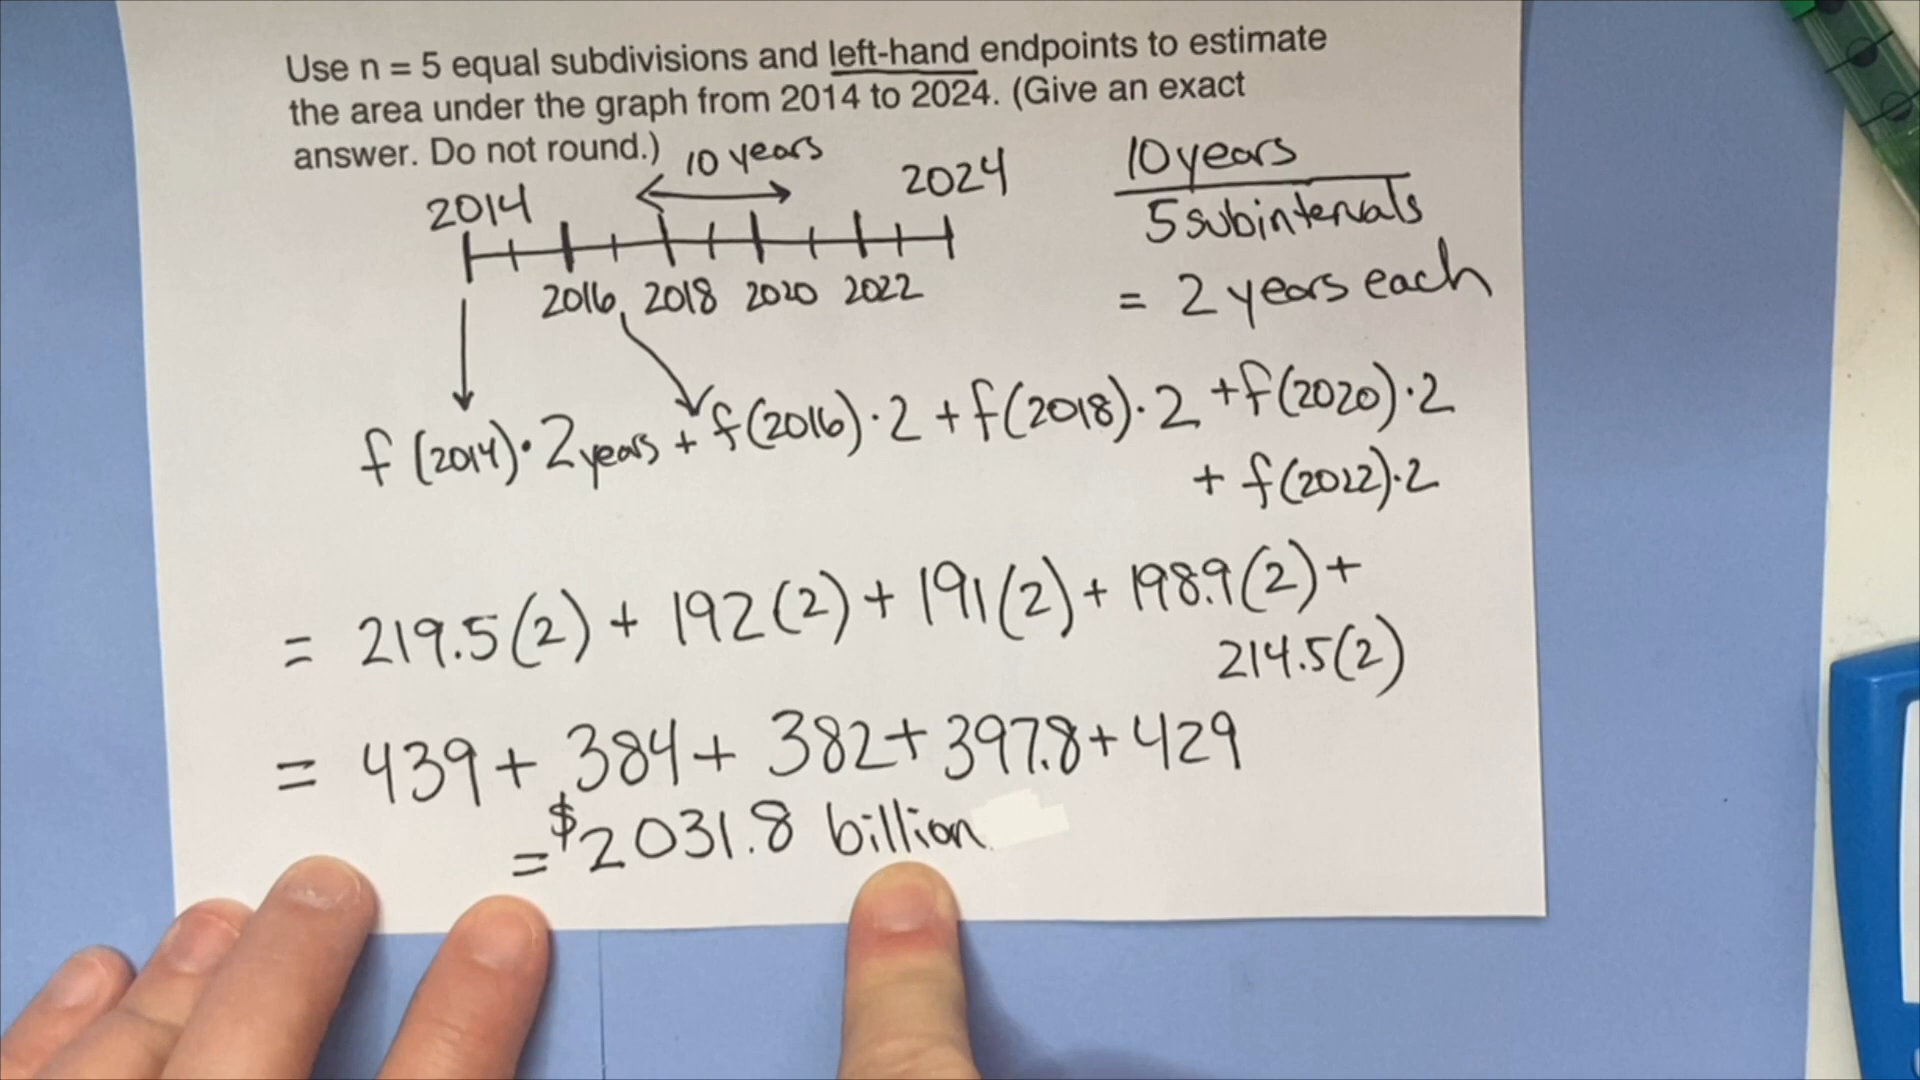 Use n = 5 equal subdivisions and left-hand endpoints to estimate
the area under the graph from 2014 to 2024. (Give an exact
answer. Do not round.)
10 years
2014
2024
2016 2018 2020 2022
10 years
5 subintervals
= 2 years each
f(2014)·2 years + f(2016)·2 + f(2018)·2 + f(2020)·2
+ f(2022)·2
= 219.5(2) + 192(2) + 191(2) + 198.9(2) +
214.5(2)
= 439 + 384 + 382 + 397.8 + 429
= $2031.8 billion